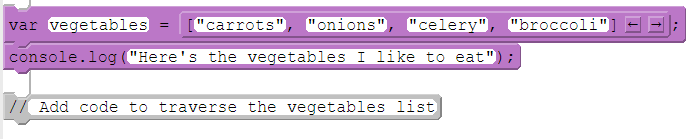 var vegetables = ["carrots", "onions", "celery", "broccoli"] ← →;
console.log("Here's the vegetables I like to eat");
// Add code to traverse the vegetables list